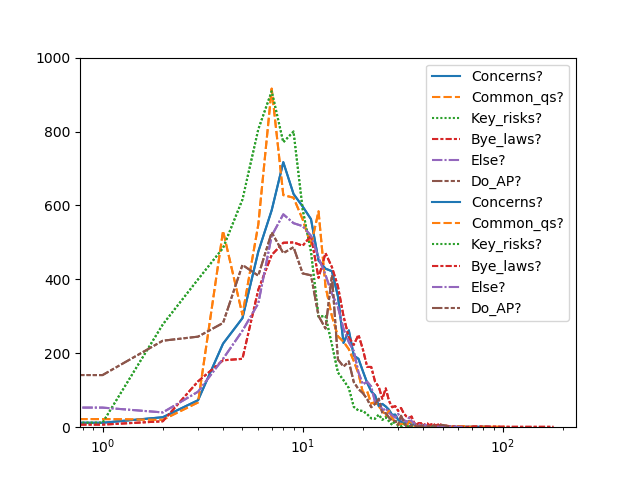 1000
800
600
400
200
0
10⁰
10¹
10²
Concerns?
Common_qs?
Key_risks?
Bye_laws?
Else?
Do_AP?
Concerns?
Common_qs?
Key_risks?
Bye_laws?
Else?
Do_AP?